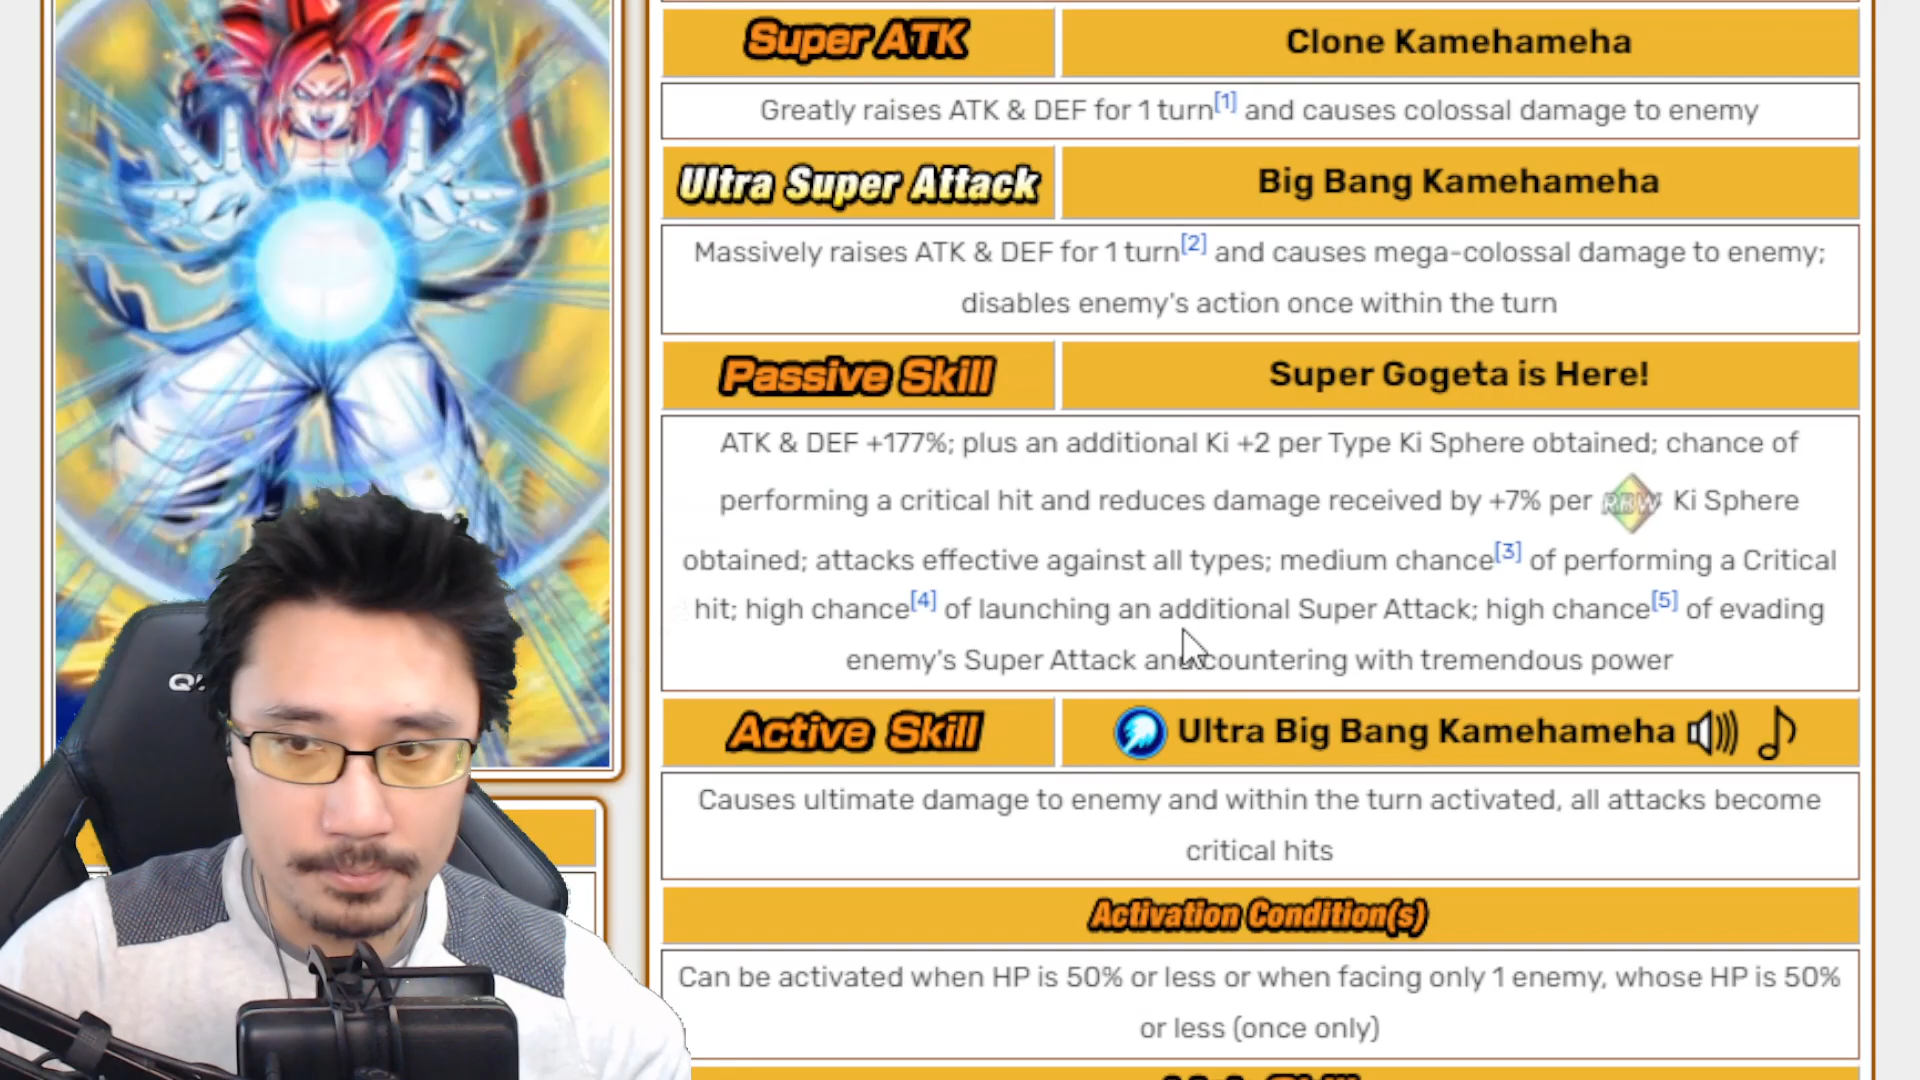 Super ATK
Clone Kamehameha
Greatly raises ATK & DEF for 1 turn[1] and causes colossal damage to enemy
Ultra Super Attack
Big Bang Kamehameha
Massively raises ATK & DEF for 1 turn[2] and causes mega-colossal damage to enemy;
disables enemy's action once within the turn
Passive Skill
Super Gogeta is Here!
ATK & DEF +177%; plus an additional Ki +2 per Type Ki Sphere obtained; chance of
performing a critical hit and reduces damage received by +7% per RBW Ki Sphere
obtained; attacks effective against all types; medium chance[3] of performing a Critical
hit; high chance[4] of launching an additional Super Attack; high chance[5] of evading
enemy's Super Attack and countering with tremendous power
Active Skill
Ultra Big Bang Kamehameha
Causes ultimate damage to enemy and within the turn activated, all attacks become
critical hits
Activation Condition(s)
Can be activated when HP is 50% or less or when facing only 1 enemy, whose HP is 50%
or less (once only)